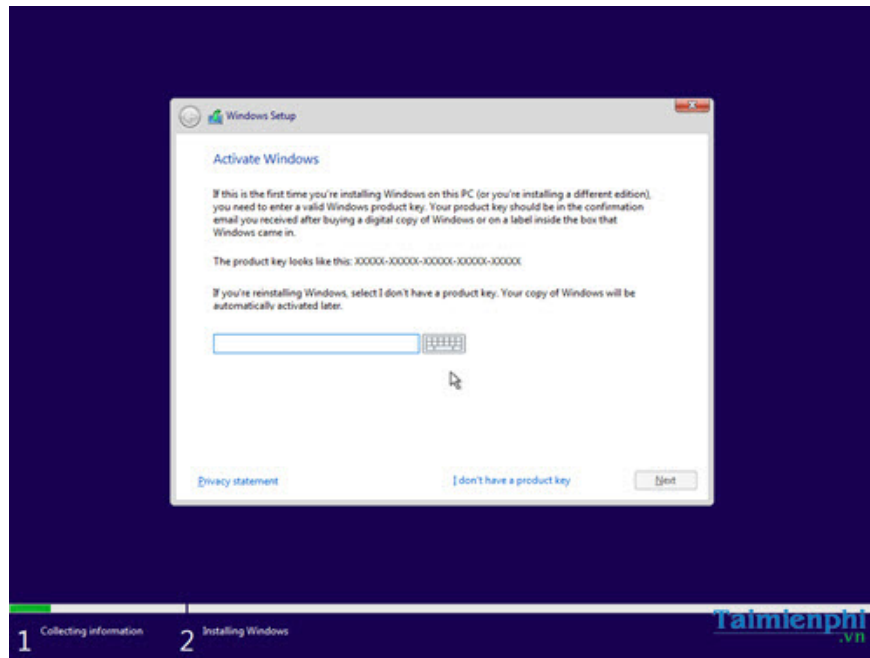 Windows Setup
Activate Windows
If this is the first time you're installing Windows on this PC (or you're installing a different edition),
you need to enter a valid Windows product key. Your product key should be in the confirmation
email you received after buying a digital copy of Windows or on a label inside the box that
Windows came in.
The product key looks like this: XXXXX-XXXXX-XXXXX-XXXXX-XXXXX
If you're reinstalling Windows, select I don't have a product key. Your copy of Windows will be
automatically activated later.
Privacy statement
I don't have a product key
Next
1 Collecting information
2 Installing Windows
Taimienphi
.vn